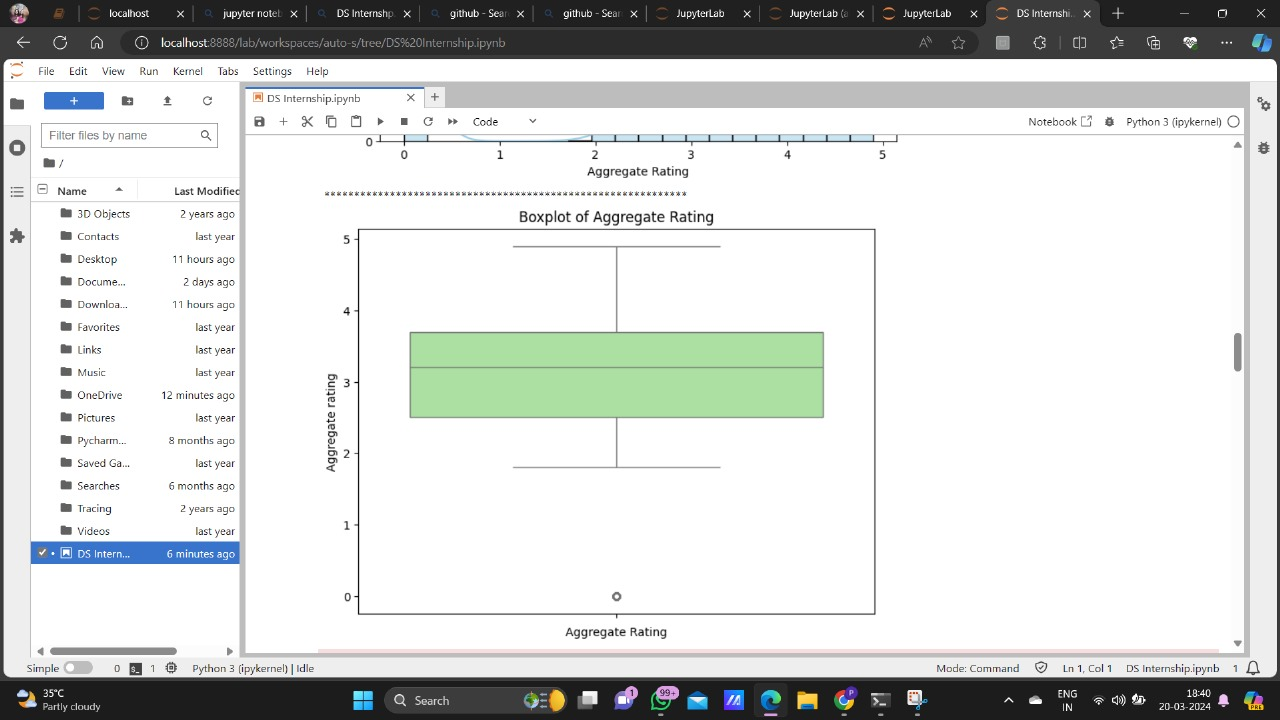 localhost
jupyter noteb
DS Internshp.
github - Sear
github - Sear
JupyterLab
JupyterLab (a
JupyterLab
DS Internshi
localhost:8888/lab/workspaces/auto-s/tree/DS%20Internship.ipynb
File Edit View Run Kernel Tabs Settings Help
DS Internship.ipynb
Filter files by name
Code
Notebook
Python 3 (ipykernel)
/
Name Last Modified
3D Objects 2 years ago
Contacts last year
Desktop 11 hours ago
Docume... 2 days ago
Downloa... 11 hours ago
Favorites last year
Links last year
Music last year
OneDrive 12 minutes ago
Pictures last year
Pycharm... 8 months ago
Saved Ga... last year
Searches 6 months ago
Tracing 2 years ago
Videos last year
DS Intern... 6 minutes ago
0
0 1 2 3 4 5
Aggregate Rating
*************************************************************
Boxplot of Aggregate Rating
5
4
3
2
1
0
Aggregate rating
Aggregate Rating
Simple 0 1 Python 3 (ipykernel) | Idle
Mode: Command Ln 1, Col 1 DS Internship.ipynb 1
35°C
Partly cloudy
Search
1
99+
P
PRE
ENG
IN
18:40
20-03-2024